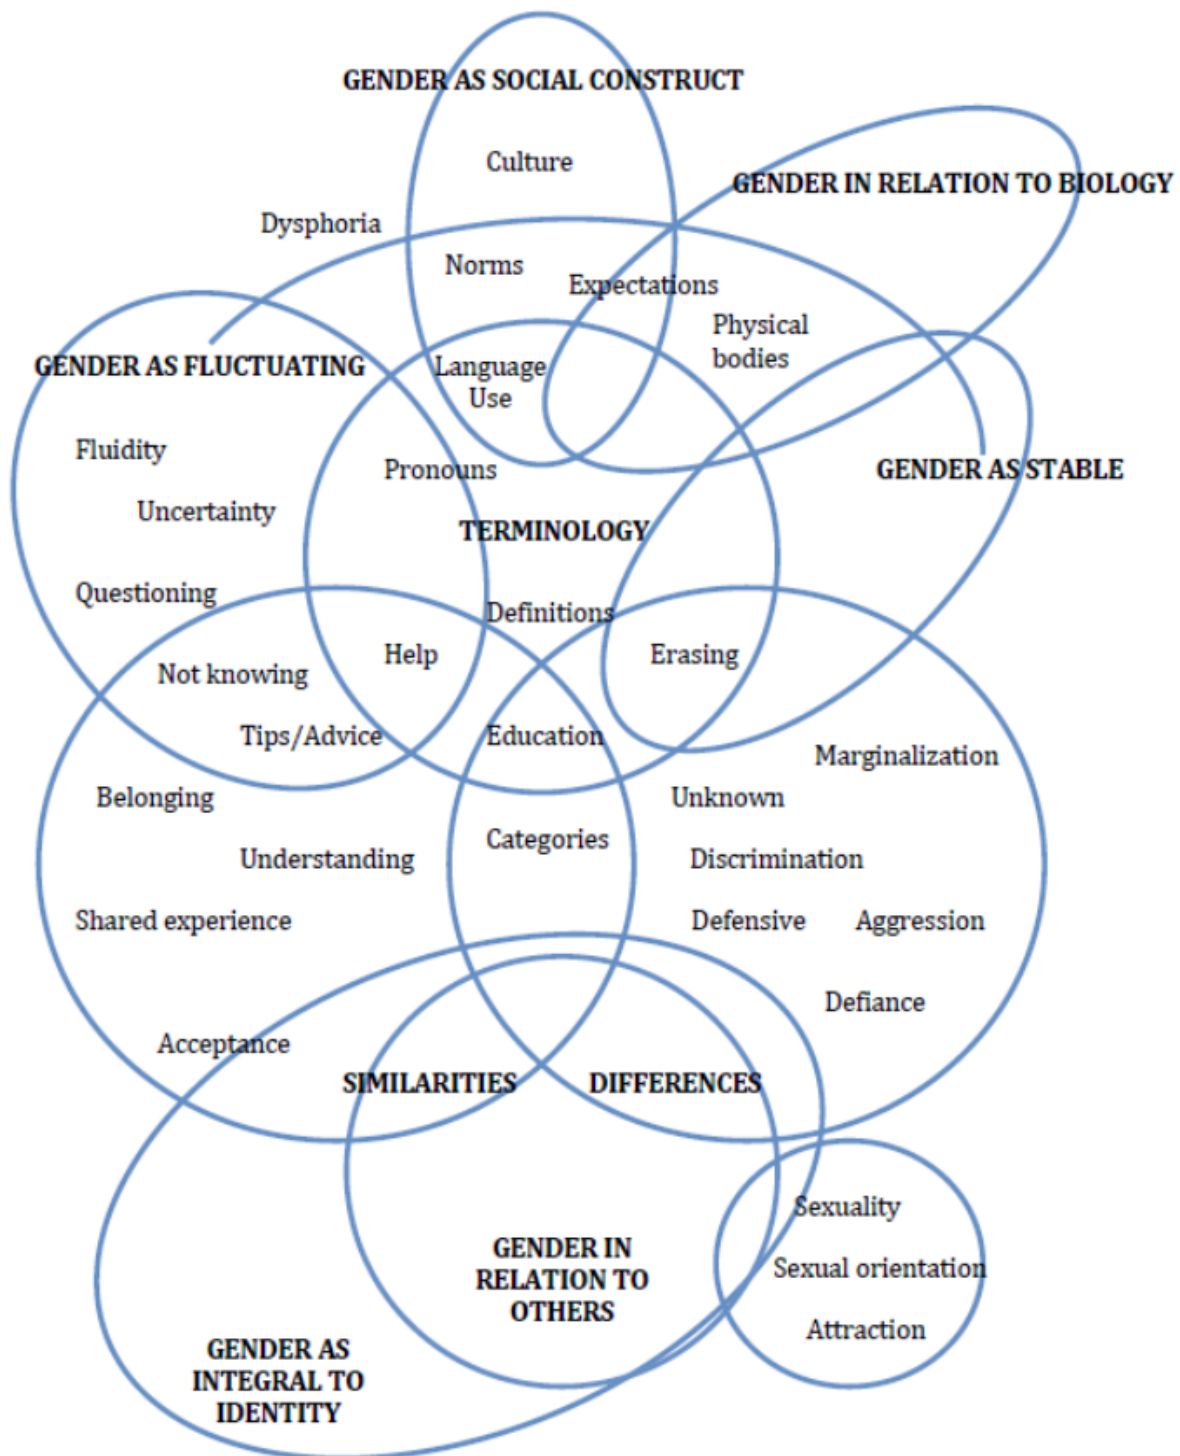 GENDER AS SOCIAL CONSTRUCT
Culture
GENDER IN RELATION TO BIOLOGY
Dysphoria
Norms
Expectations
Physical
bodies
GENDER AS FLUCTUATING
Language
Use
Fluidity
Pronouns
GENDER AS STABLE
Uncertainty
TERMINOLOGY
Questioning
Definitions
Help
Erasing
Not knowing
Tips/Advice
Education
Marginalization
Belonging
Unknown
Categories
Understanding
Discrimination
Shared experience
Defensive
Aggression
Defiance
Acceptance
SIMILARITIES
DIFFERENCES
Sexuality
GENDER IN
RELATION TO
OTHERS
Sexual orientation
Attraction
GENDER AS
INTEGRAL TO
IDENTITY